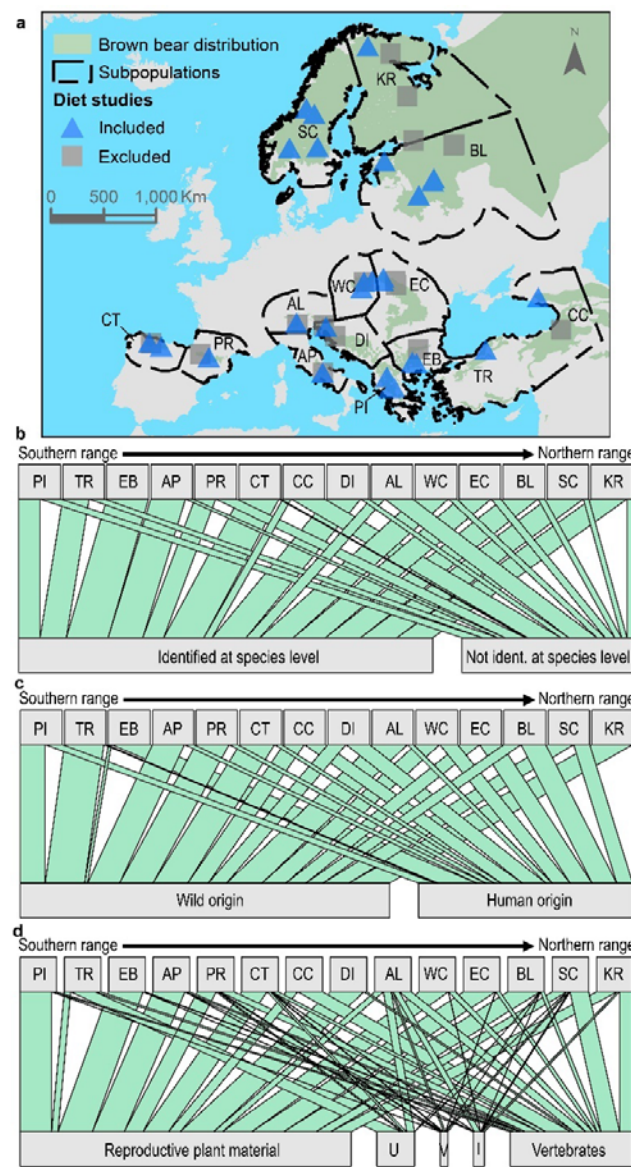 a
Brown bear distribution
Subpopulations
Diet studies
Included
Excluded
0 500 1,000 Km
N
KR
SC
BL
WC
EC
AL
CT
PR
DI
AP
EB
PI
TR
CC
b
Southern range Northern range
PI TR EB AP PR CT CC DI AL WC EC BL SC KR
Identified at species level Not ident. at species level
c
Southern range Northern range
PI TR EB AP PR CT CC DI AL WC EC BL SC KR
Wild origin Human origin
d
Southern range Northern range
PI TR EB AP PR CT CC DI AL WC EC BL SC KR
Reproductive plant material U V I Vertebrates